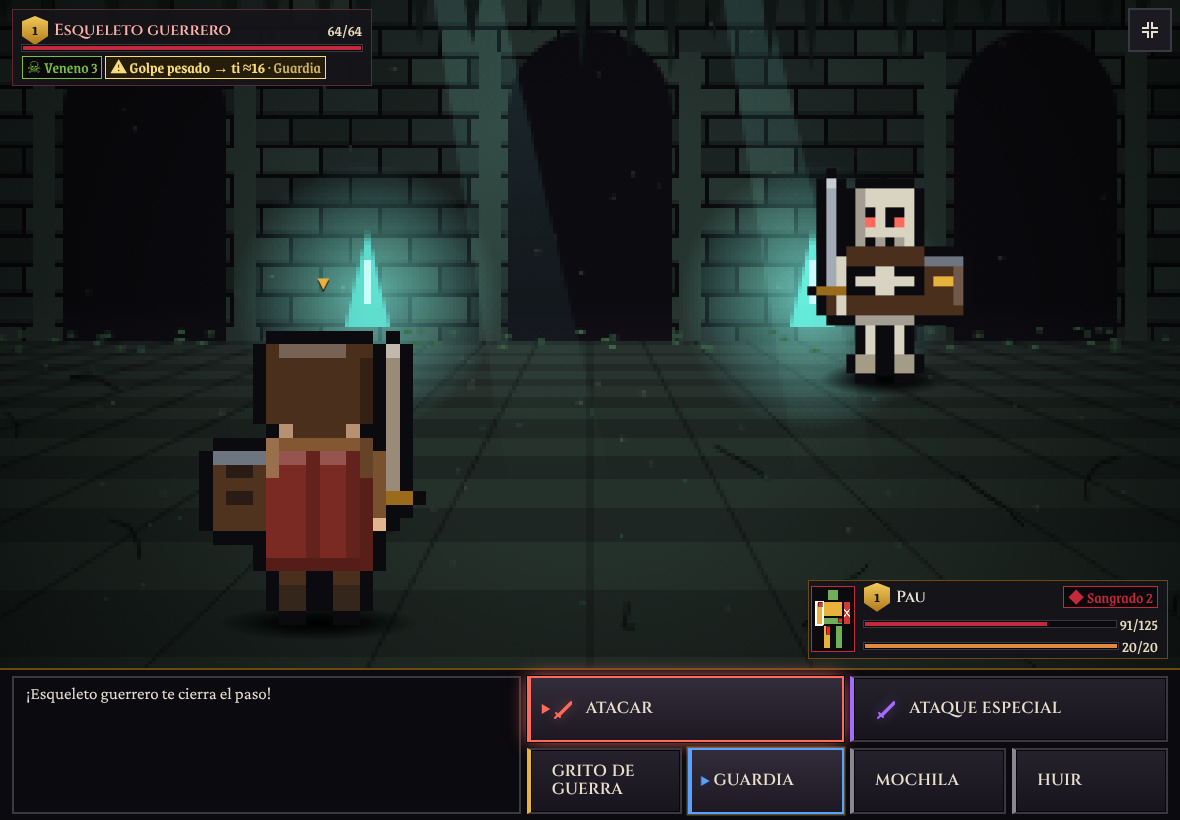 1 Esqueleto guerrero 64/64
Veneno 3 Golpe pesado → ti ≈16 · Guardia
1 Pau Sangrado 2
91/125
20/20
¡Esqueleto guerrero te cierra el paso!
ATACAR
ATAQUE ESPECIAL
GRITO DE
GUERRA
GUARDIA
MOCHILA
HUIR